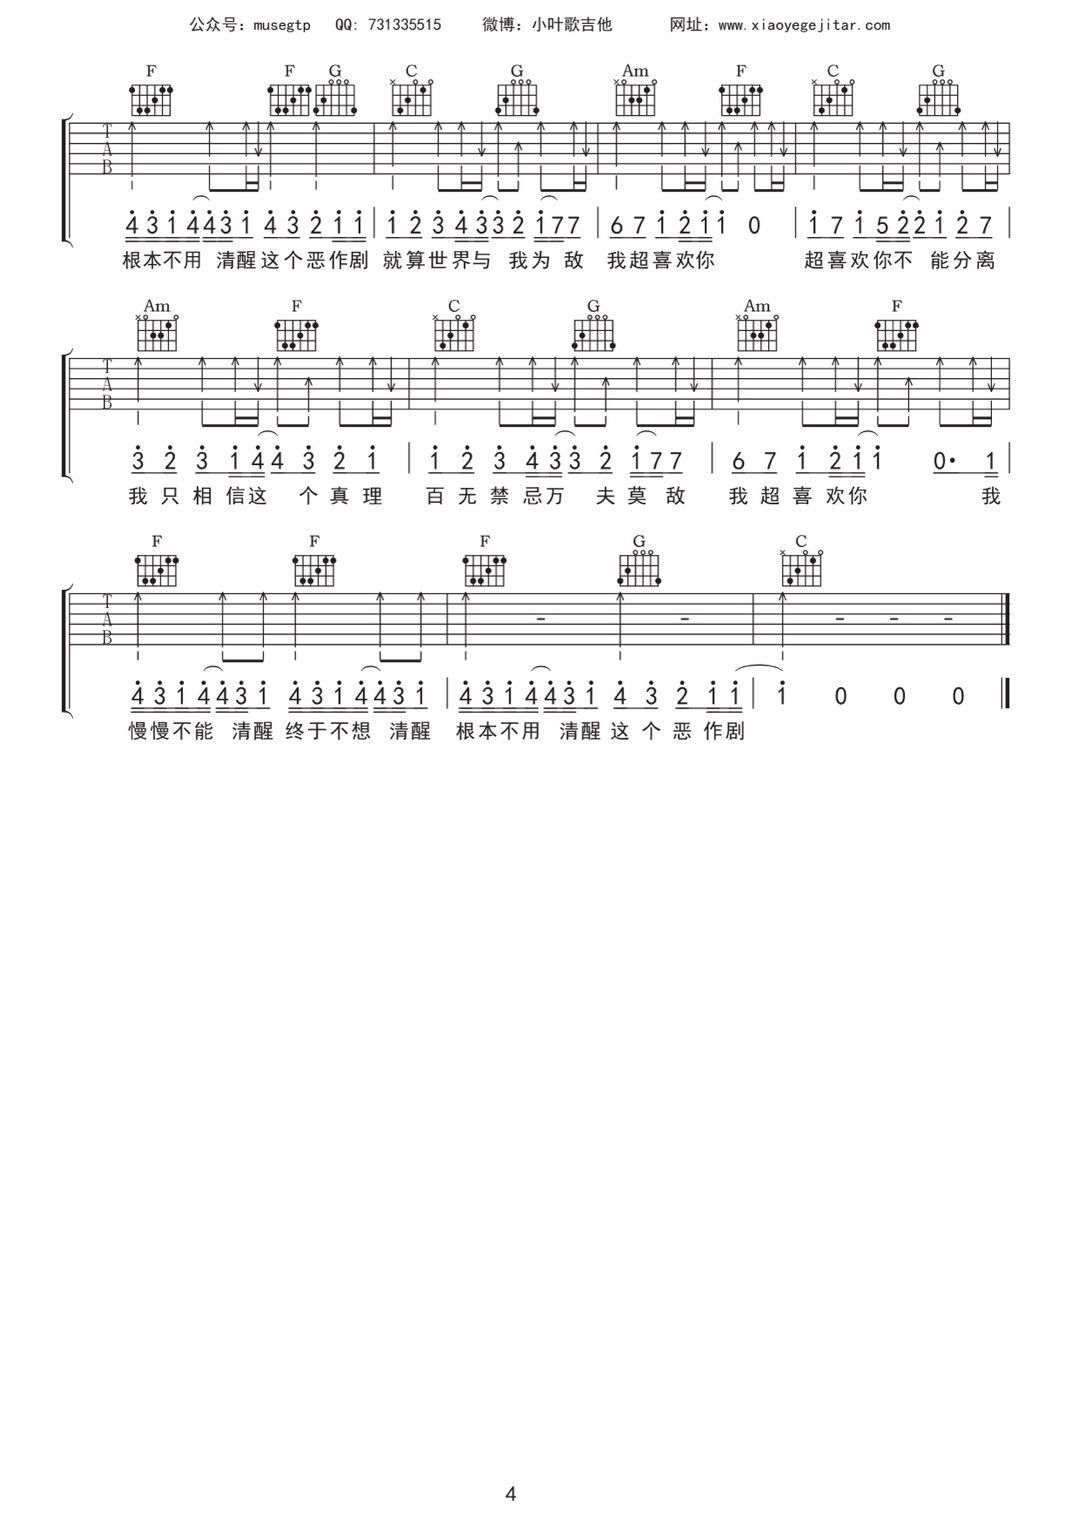 公众号：musegtp QQ: 731335515 微博：小叶歌吉他 网址：www.xiaoyegejitar.com
F F G C G Am F C G
T
A
B
4 3 1 4 4 3 1 4 3 2 1 1 | 1 2 3 4 3 3 2 1 7 7 | 6 7 1 2 1 1 0 | 1 7 1 5 2 2 1 2 7 |
根本不用 清醒这个恶作剧 就算世界与 我为 敌 我超喜欢你 超喜欢你不 能分离
Am F C G Am F
T
A
B
3 2 3 1 4 4 3 2 1 | 1 2 3 4 3 3 2 1 7 7 | 6 7 1 2 1 1 0· 1 |
我 只 相 信这 个 真 理 百 无 禁 忌万 夫 莫 敌 我 超 喜 欢你 我
F F F G C
T
A
B
4 3 1 4 4 3 1 4 3 1 4 4 3 1 | 4 3 1 4 4 3 1 4 3 2 1 1 | 1 0 0 0
慢慢不能 清醒 终于不想 清醒 根本不用 清醒 这 个 恶 作剧
4